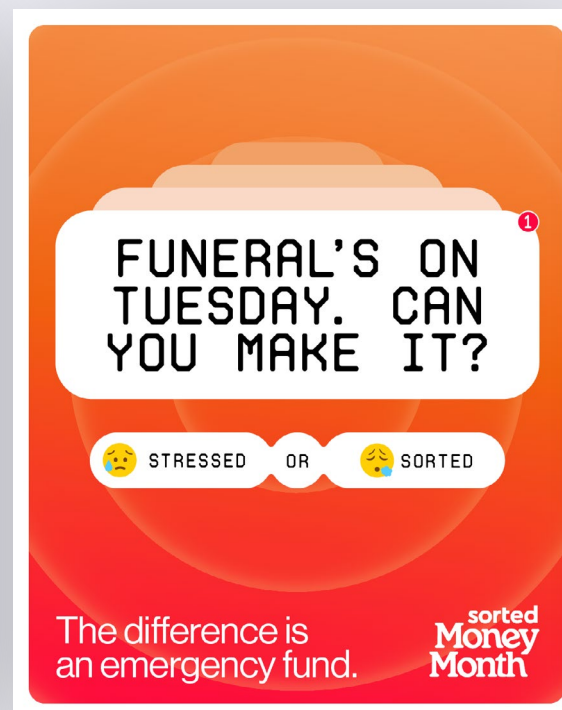 1
FUNERAL'S ON
TUESDAY. CAN
YOU MAKE IT?
STRESSED OR SORTED
The difference is
an emergency fund.
sorted
Money
Month